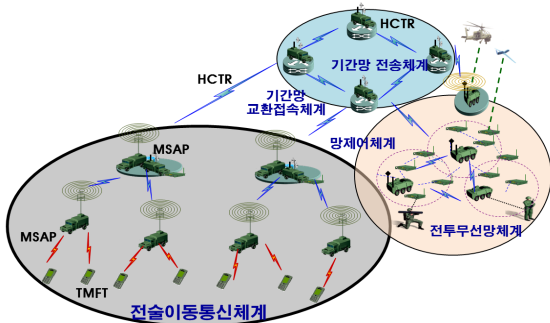 HCTR
기간망 전송체계
HCTR
기간망
교환접속체계
망제어체계
MSAP
MSAP
전투무선망체계
TMFT
전술이동통신체계